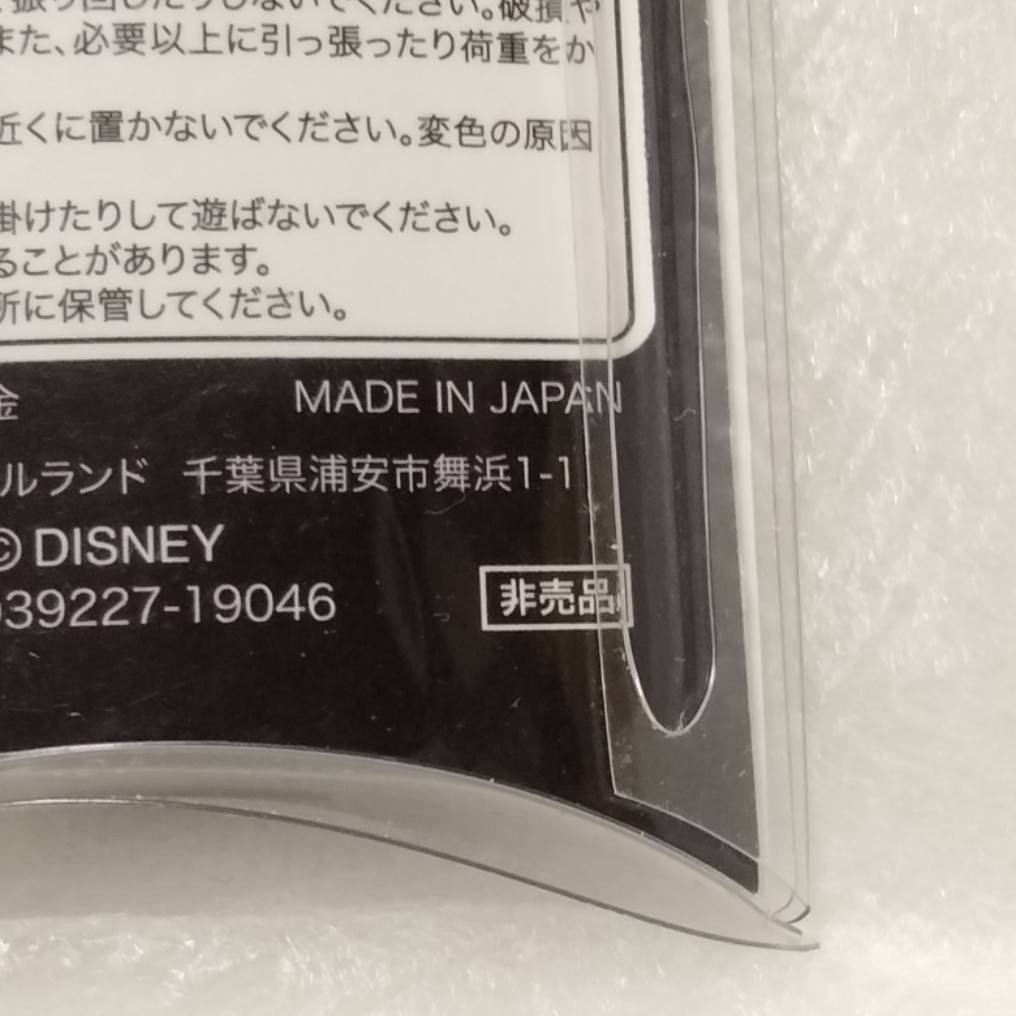 振り回したりしないでください。破損や
また、必要以上に引っ張ったり荷重をか
近くに置かないでください。変色の原因
掛けたりして遊ばないでください。
ることがあります。
所に保管してください。
金 MADE IN JAPAN
ルランド 千葉県浦安市舞浜1-1
© DISNEY
39227-19046
非売品